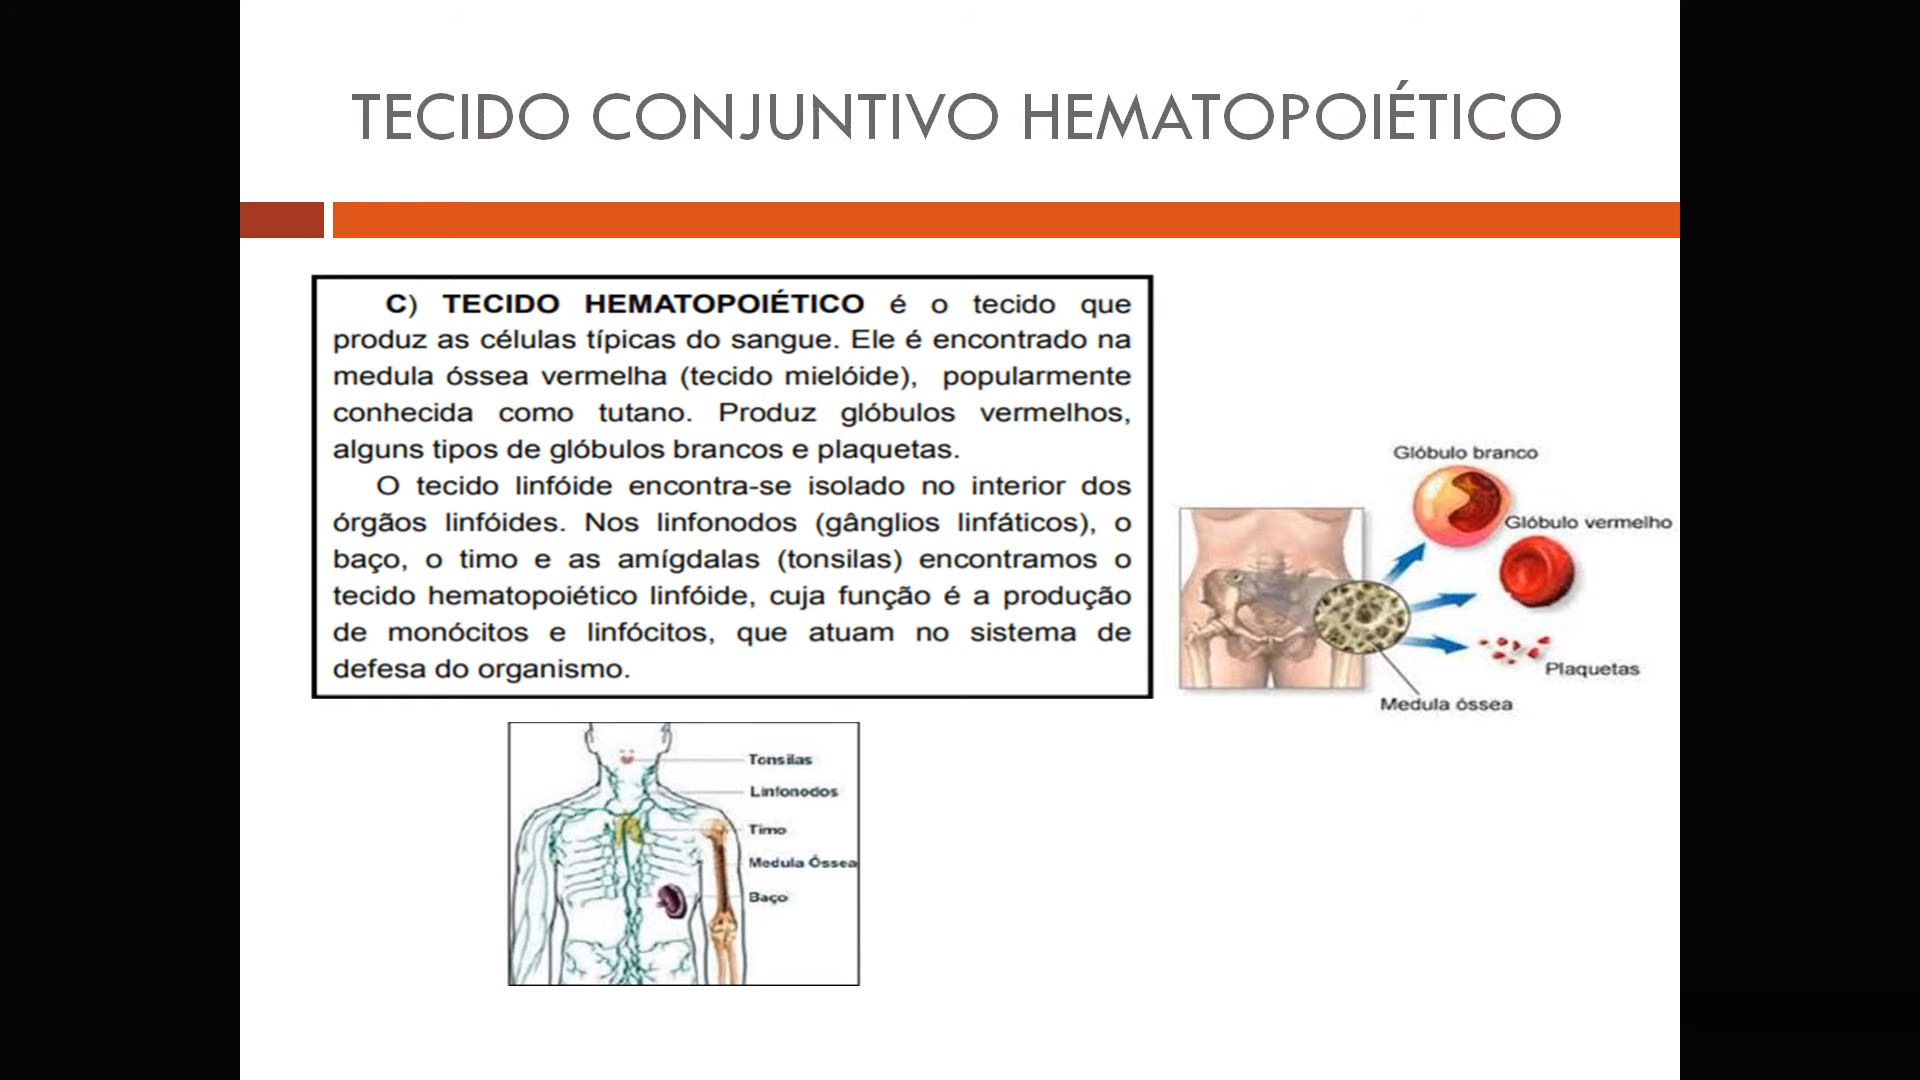 TECIDO CONJUNTIVO HEMATOPOIÉTICO
C) TECIDO HEMATOPOIÉTICO é o tecido que
produz as células típicas do sangue. Ele é encontrado na
medula óssea vermelha (tecido mielóide), popularmente
conhecida como tutano. Produz glóbulos vermelhos,
alguns tipos de glóbulos brancos e plaquetas.
O tecido linfóide encontra-se isolado no interior dos
órgãos linfóides. Nos linfonodos (gânglios linfáticos), o
baço, o timo e as amígdalas (tonsilas) encontramos o
tecido hematopoiético linfóide, cuja função é a produção
de monócitos e linfócitos, que atuam no sistema de
defesa do organismo.
Glóbulo branco
Glóbulo vermelho
Plaquetas
Medula óssea
Tonsilas
Linfonodos
Timo
Medula Óssea
Baço